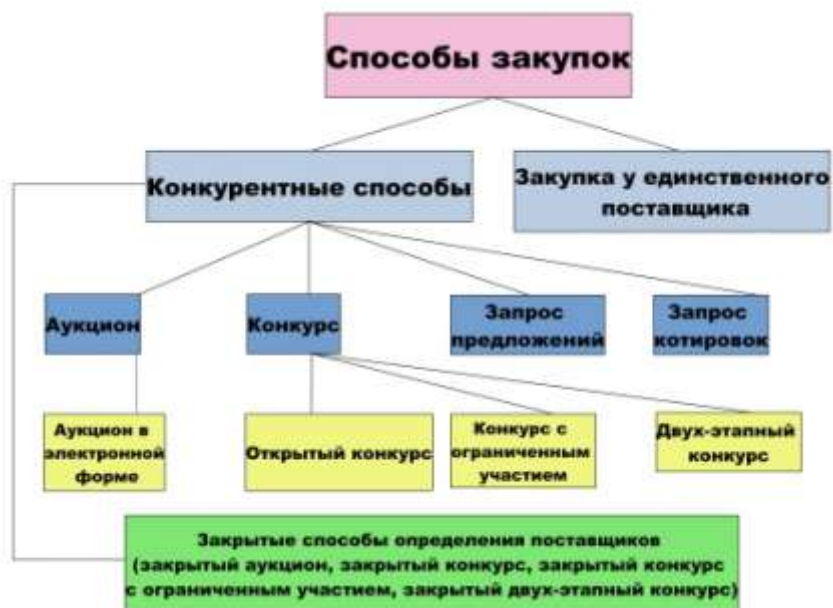 Способы закупок
Конкурентные способы
Закупка у единственного
поставщика
Аукцион
Конкурс
Запрос
предложений
Запрос
котировок
Аукцион в
электронной
форме
Открытый конкурс
Конкурс с
ограниченным
участием
Двух-этапный
конкурс
Закрытые способы определения поставщиков
(закрытый аукцион, закрытый конкурс, закрытый конкурс
с ограниченным участием, закрытый двух-этапный конкурс)